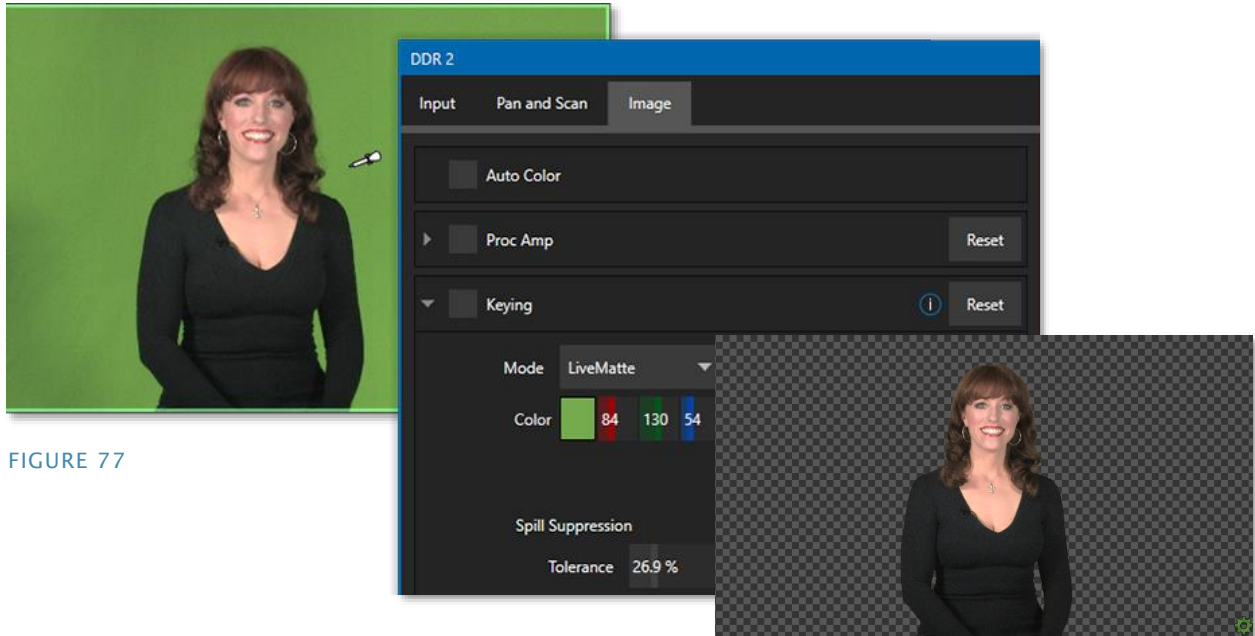 DDR 2
Input Pan and Scan Image
Auto Color
Proc Amp Reset
Keying i Reset
Mode LiveMatte
Color 84 130 54
FIGURE 77
Spill Suppression
Tolerance 26.9 %